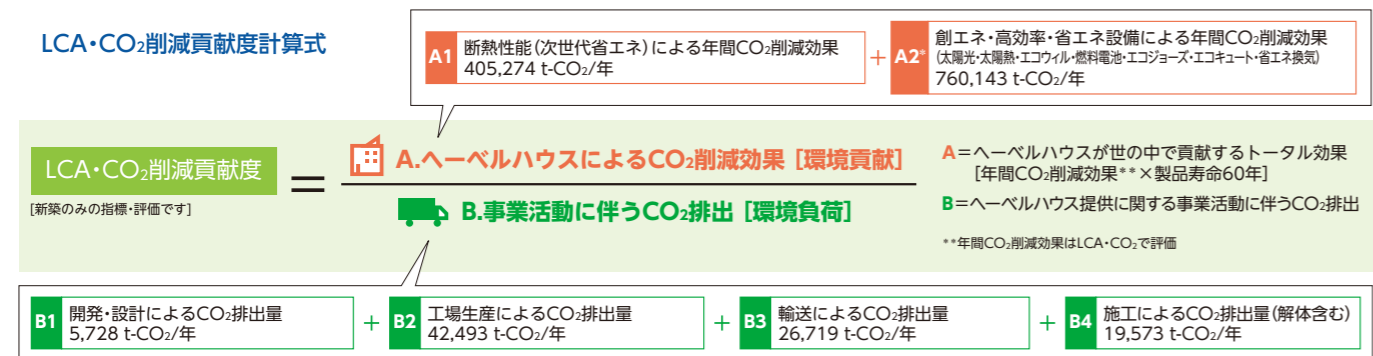 LCA・CO₂削減貢献度計算式
A1
断熱性能(次世代省エネ)による年間CO₂削減効果
405,274 t-CO₂/年
+
A2*
創エネ・高効率・省エネ設備による年間CO₂削減効果
(太陽光・太陽熱・エコウィル・燃料電池・エコジョーズ・エコキュート・省エネ換気)
760,143 t-CO₂/年
LCA・CO₂削減貢献度
[新築のみの指標・評価です]
=
A.ヘーベルハウスによるCO₂削減効果［環境貢献］
B.事業活動に伴うCO₂排出［環境負荷］
A=ヘーベルハウスが世の中で貢献するトータル効果
[年間CO₂削減効果**×製品寿命60年]
B=ヘーベルハウス提供に関する事業活動に伴うCO₂排出
**年間CO₂削減効果はLCA・CO₂で評価
B1
開発・設計によるCO₂排出量
5,728 t-CO₂/年
+
B2
工場生産によるCO₂排出量
42,493 t-CO₂/年
+
B3
輸送によるCO₂排出量
26,719 t-CO₂/年
+
B4
施工によるCO₂排出量(解体含む)
19,573 t-CO₂/年